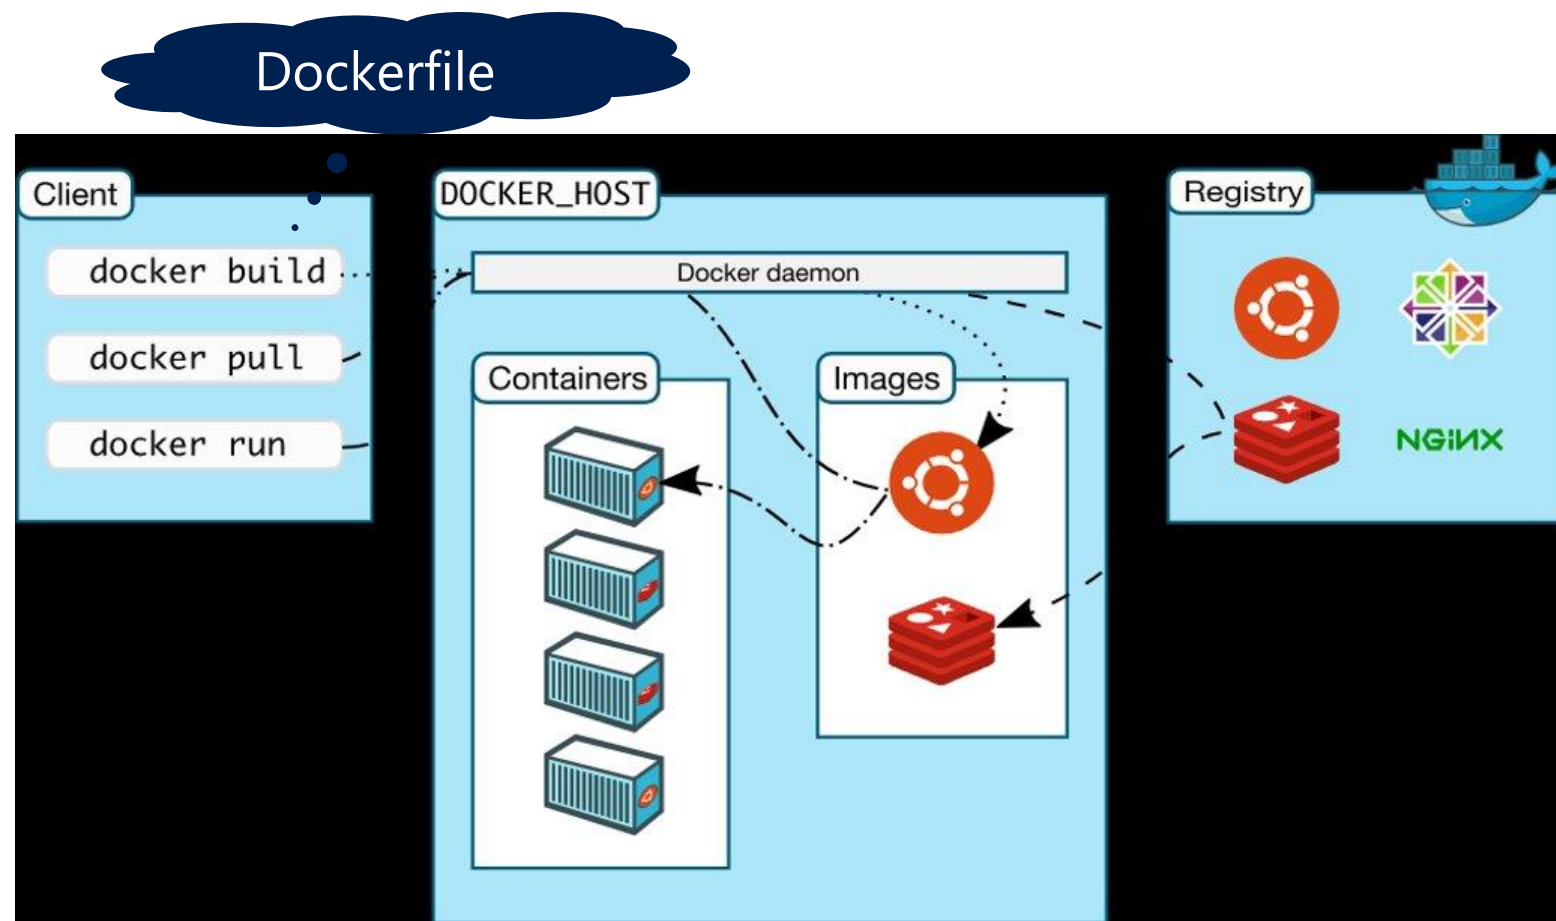 Dockerfile
Client
docker build
docker pull
docker run
DOCKER_HOST
Docker daemon
Containers
Images
Registry
NGiNX